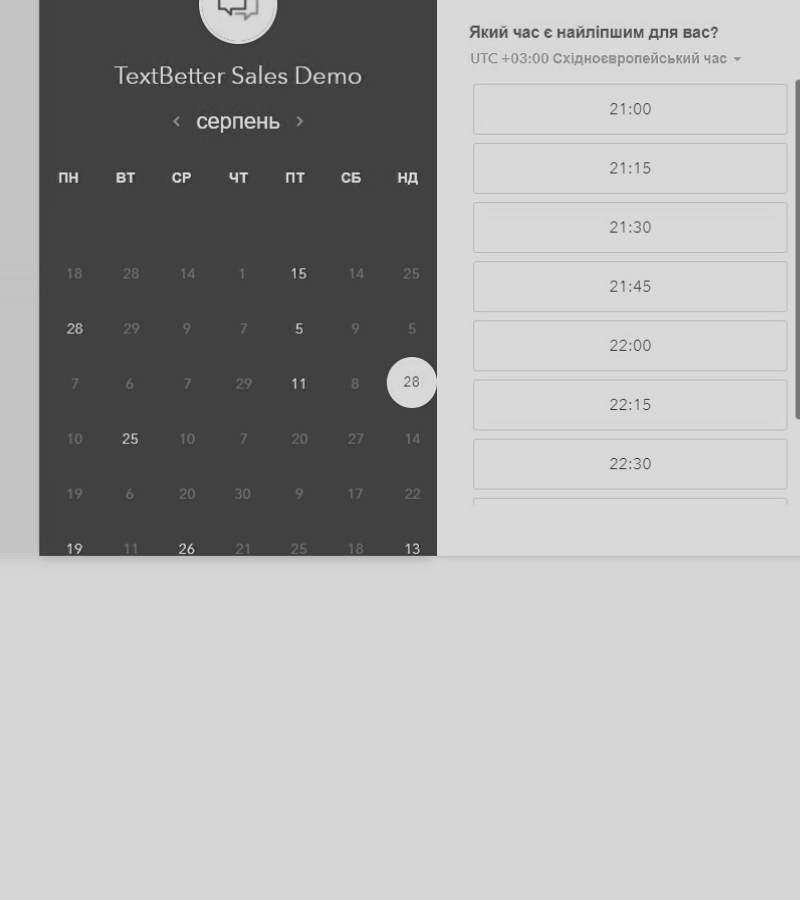 TextBetter Sales Demo
серпень
ПН ВТ СР ЧТ ПТ СБ НД
18 28 14 1 15 14 25
28 29 9 7 5 9 5
7 6 7 29 11 8 28
10 25 10 7 20 27 14
19 6 20 30 9 17 22
19 11 26 21 25 18 13
Який час є найліпшим для вас?
UTC +03:00 Східноєвропейський час
21:00
21:15
21:30
21:45
22:00
22:15
22:30